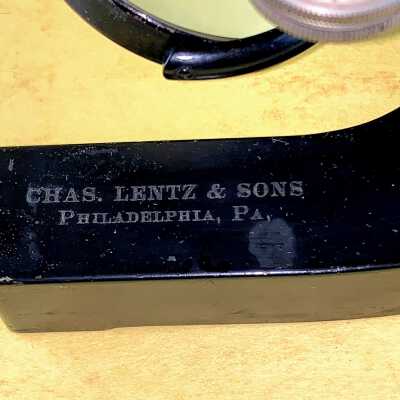 CHAS. LENTZ & SONS
PHILADELPHIA, PA.